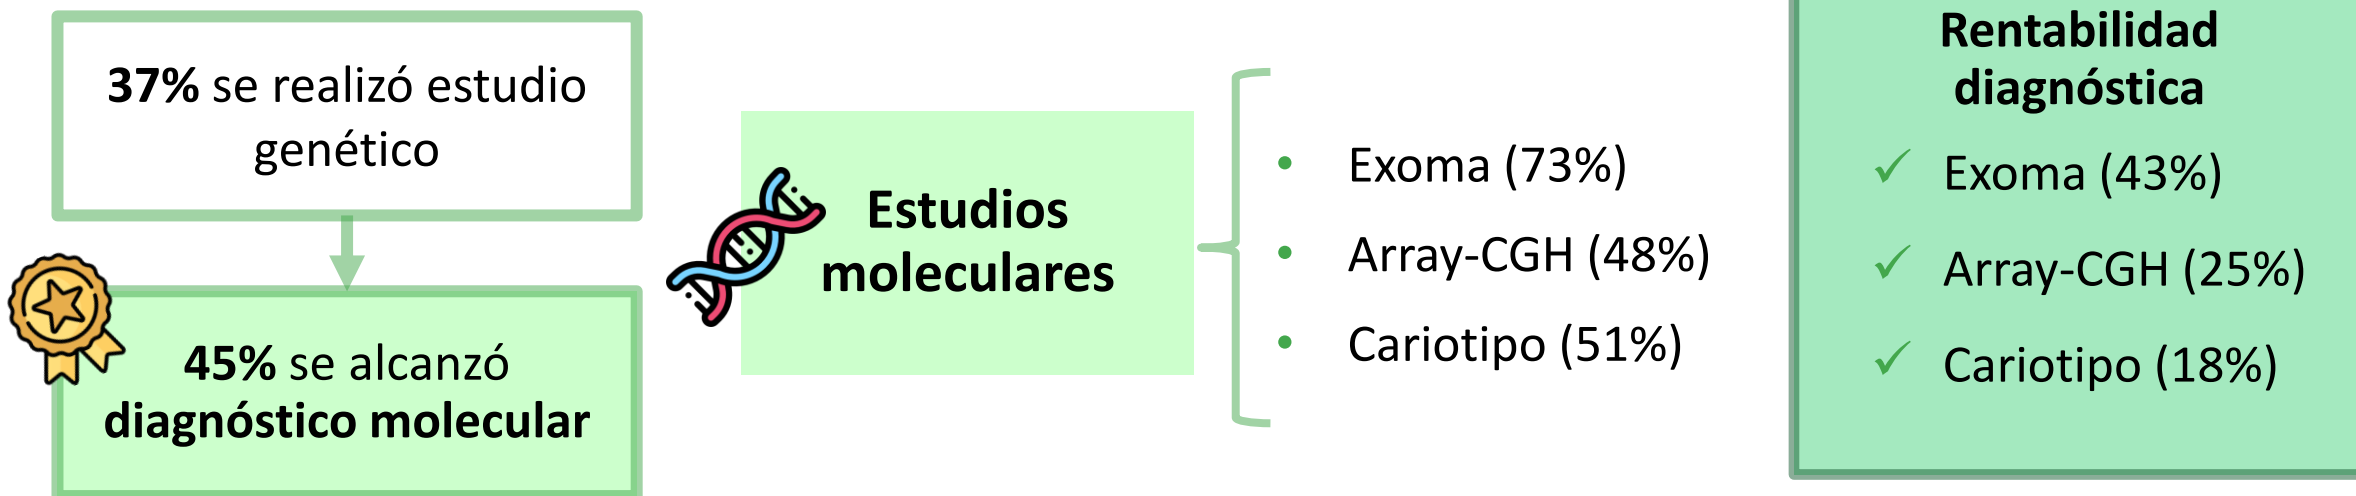 37% se realizó estudio
genético
45% se alcanzó
diagnóstico molecular
Estudios
moleculares
• Exoma (73%)
• Array-CGH (48%)
• Cariotipo (51%)
Rentabilidad
diagnóstica
✓ Exoma (43%)
✓ Array-CGH (25%)
✓ Cariotipo (18%)